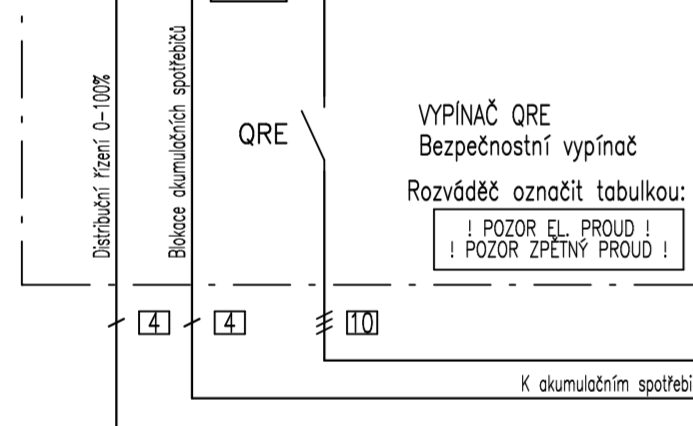 Distribuční řízení 0-100%
Blokace akumulačních spotřebičů
QRE
VYPÍNAČ QRE
Bezpečnostní vypínač
Rozváděč označit tabulkou:
! POZOR EL. PROUD !
! POZOR ZPĚTNÝ PROUD !
4
4
10
K akumulačním spotřebi